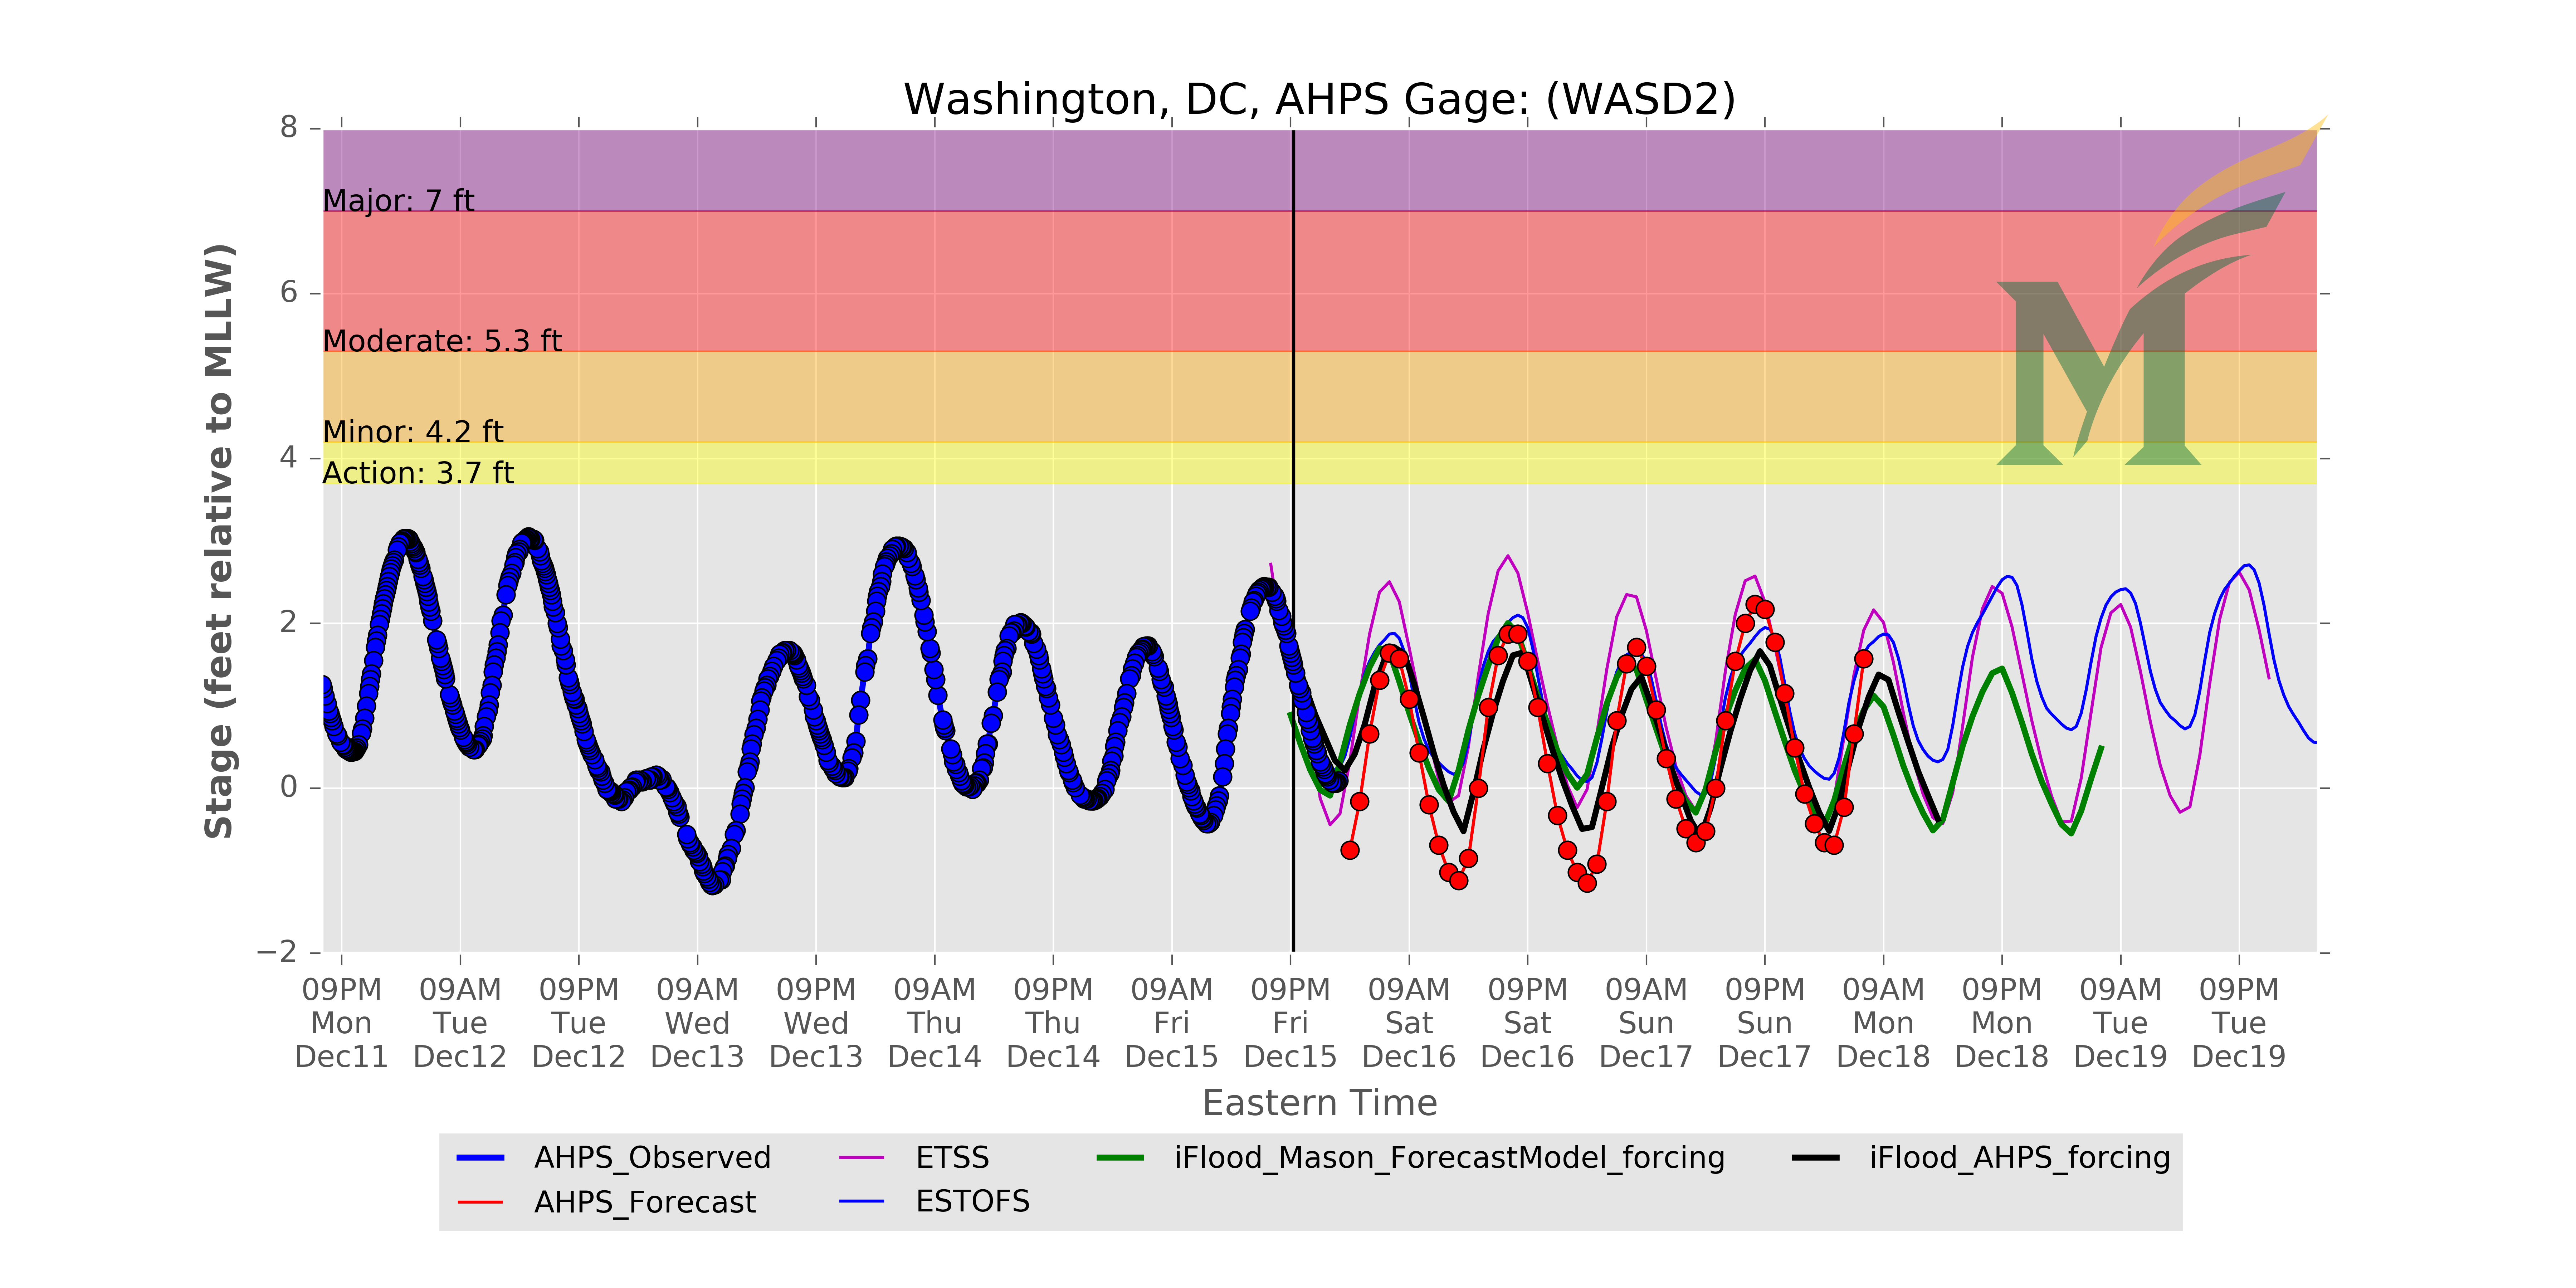 Washington, DC, AHPS Gage: (WASD2)
8
Major: 7 ft
6
Moderate: 5.3 ft
Minor: 4.2 ft
4
Action: 3.7 ft
2
0
−2
Stage (feet relative to MLLW)
09PM 09AM 09PM 09AM 09PM 09AM 09PM 09AM 09PM 09AM 09PM 09AM 09PM 09AM 09PM 09AM 09PM
Mon Tue Tue Wed Wed Thu Thu Fri Fri Sat Sat Sun Sun Mon Mon Tue Tue
Dec11 Dec12 Dec12 Dec13 Dec13 Dec14 Dec14 Dec15 Dec15 Dec16 Dec16 Dec17 Dec17 Dec18 Dec18 Dec19 Dec19
Eastern Time
AHPS_Observed ETSS iFlood_Mason_ForecastModel_forcing iFlood_AHPS_forcing
AHPS_Forecast ESTOFS
M